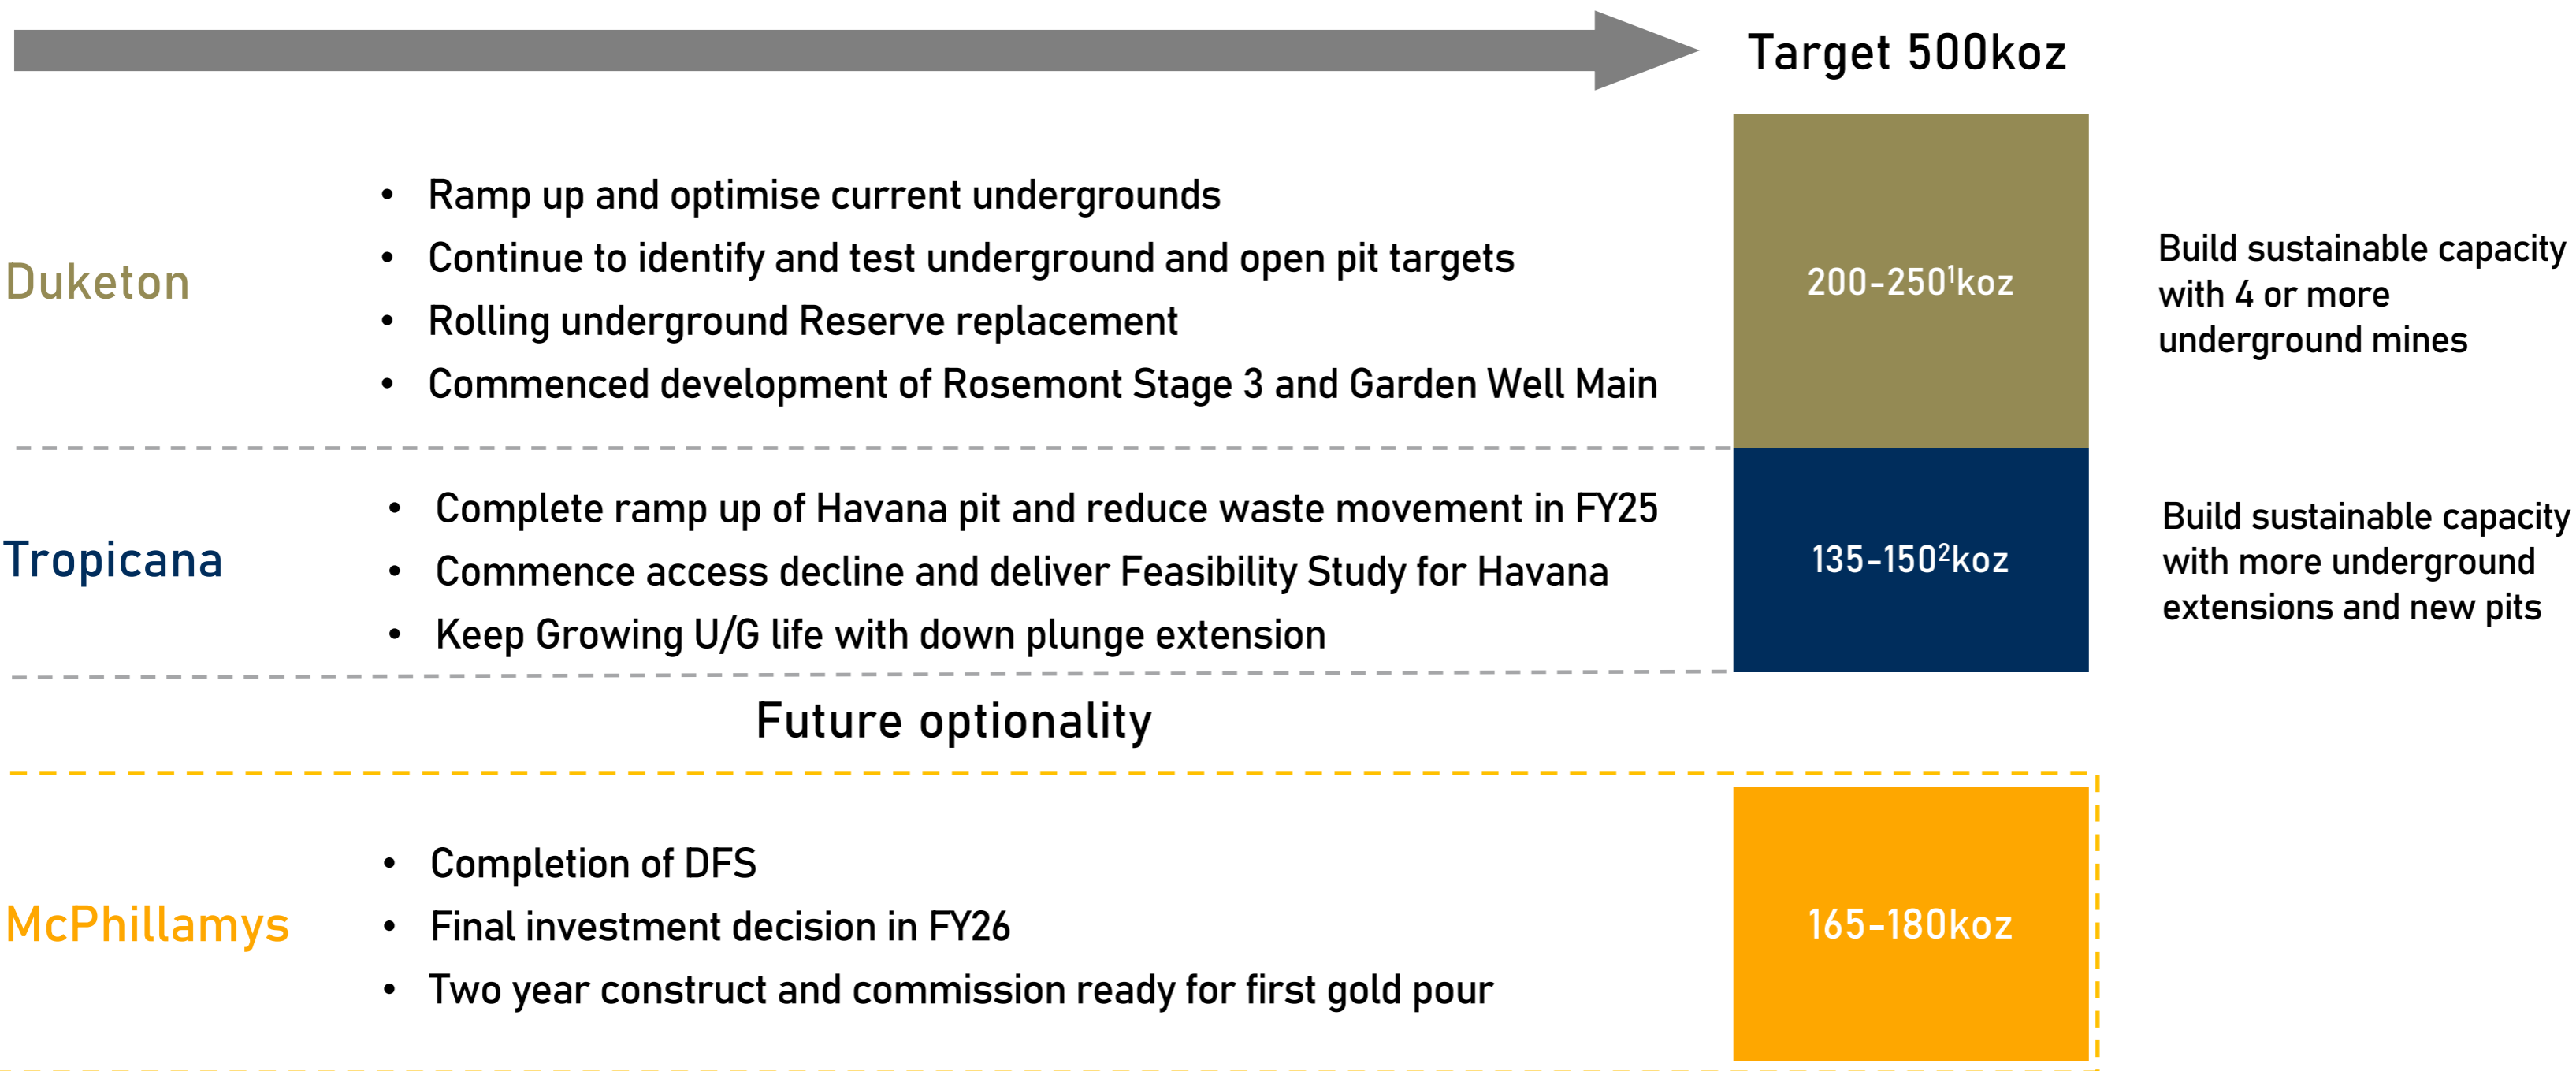 Target 500koz
Duketon
• Ramp up and optimise current undergrounds
• Continue to identify and test underground and open pit targets
• Rolling underground Reserve replacement
• Commenced development of Rosemont Stage 3 and Garden Well Main
200-250¹koz
Build sustainable capacity
with 4 or more
underground mines
Tropicana
• Complete ramp up of Havana pit and reduce waste movement in FY25
• Commence access decline and deliver Feasibility Study for Havana
• Keep Growing U/G life with down plunge extension
135-150²koz
Build sustainable capacity
with more underground
extensions and new pits
Future optionality
McPhillamys
• Completion of DFS
• Final investment decision in FY26
• Two year construct and commission ready for first gold pour
165-180koz